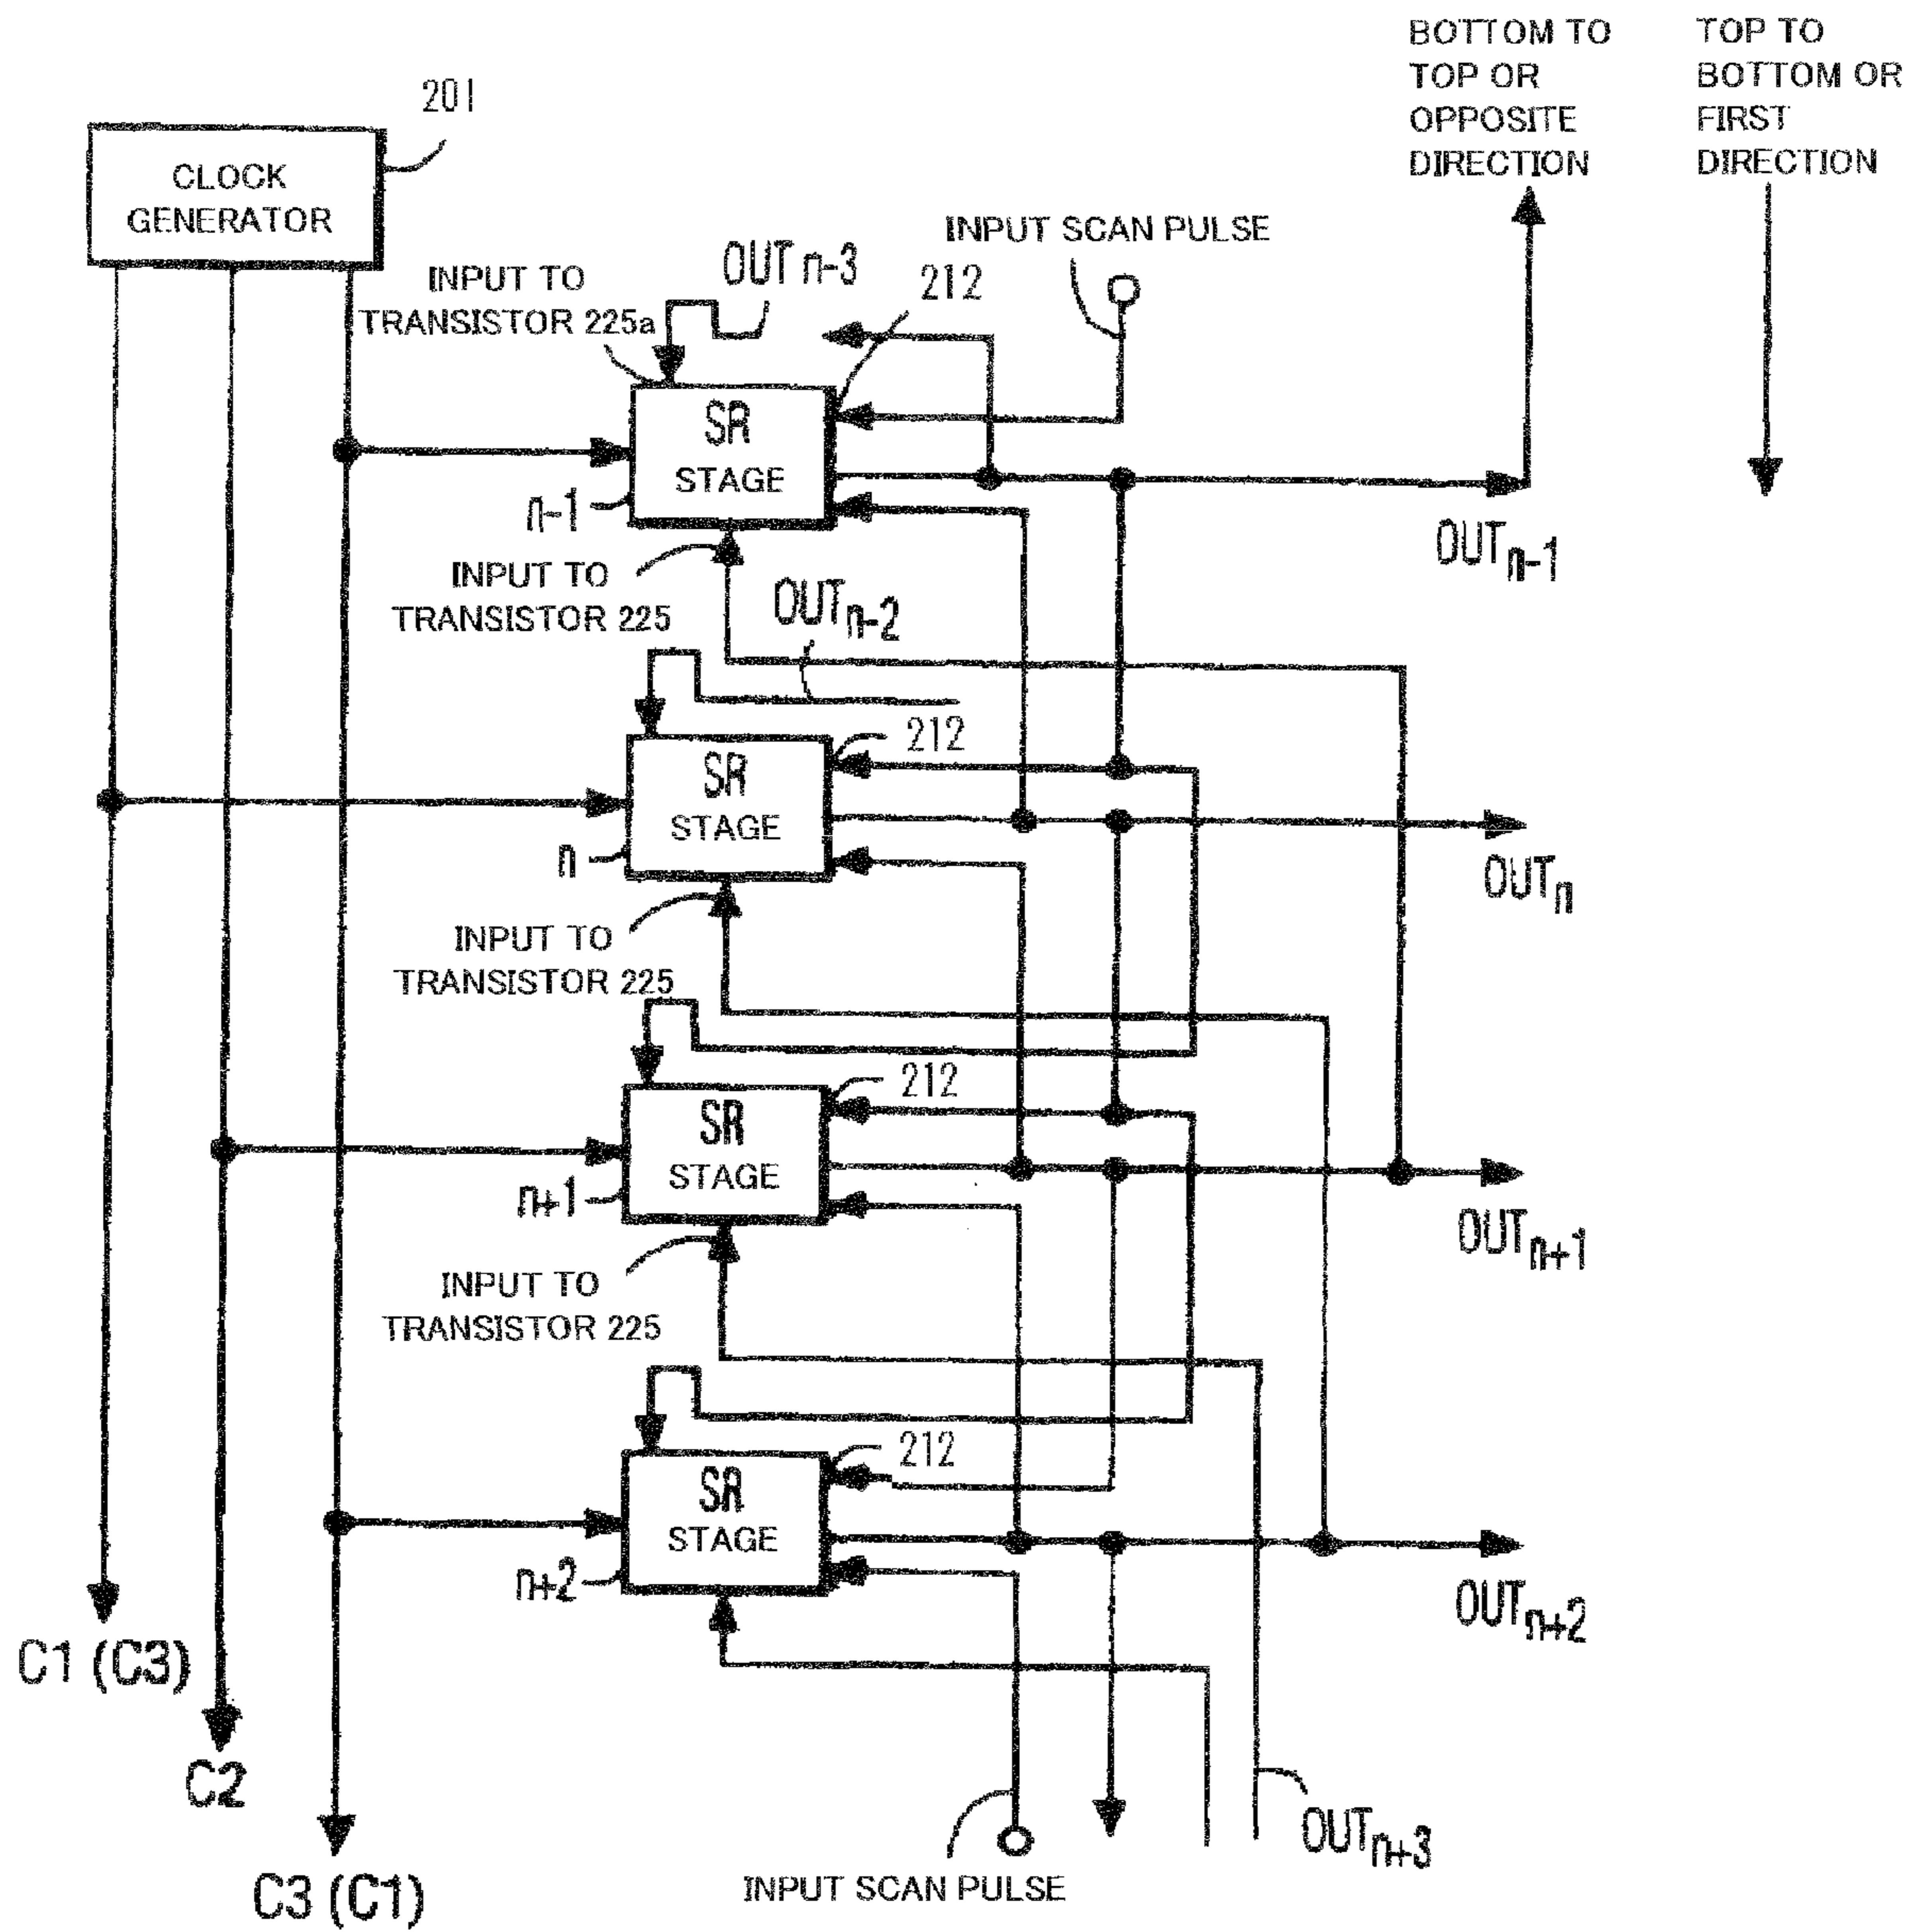 BOTTOM TO
TOP OR
OPPOSITE
DIRECTION
TOP TO
BOTTOM OR
FIRST
DIRECTION
201
CLOCK
GENERATOR
INPUT SCAN PULSE
INPUT TO
TRANSISTOR 225a
OUT n-3
212
SR
STAGE
n-1
OUTn-1
INPUT TO
TRANSISTOR 225
OUTn-2
212
SR
STAGE
n
OUTn
INPUT TO
TRANSISTOR 225
212
SR
STAGE
n+1
OUTn+1
INPUT TO
TRANSISTOR 225
212
SR
STAGE
n+2
OUTn+2
C1 (C3)
C2
C3 (C1)
INPUT SCAN PULSE
OUTn+3